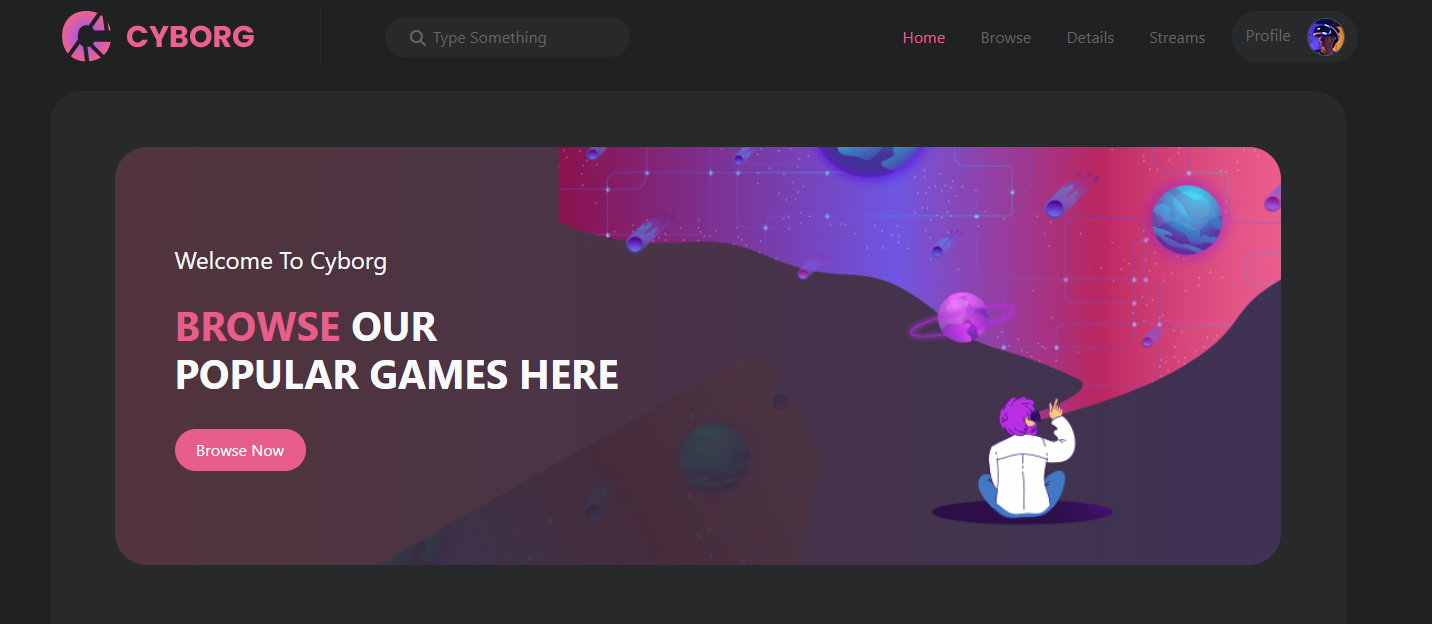 CYBORG
Type Something
Home
Browse
Details
Streams
Profile
Welcome To Cyborg
BROWSE OUR
POPULAR GAMES HERE
Browse Now